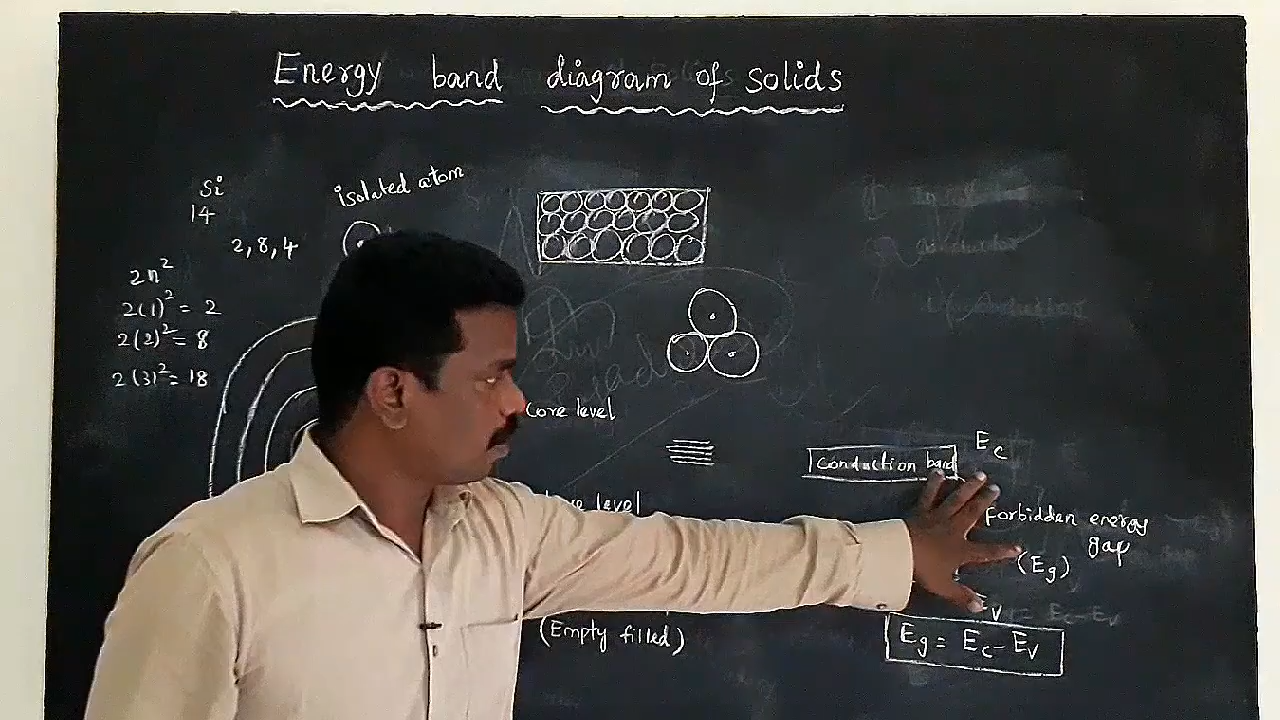 Energy band diagram of solids
Si
14
isolated atom
2, 8, 4
2n²
2(1)² = 2
2(2)² = 8
2(3)² = 18
Core level
level
(Empty filled)
Conduction band
Ec
Forbidden energy
gap
(Eg)
Ev
Eg = Ec - Ev